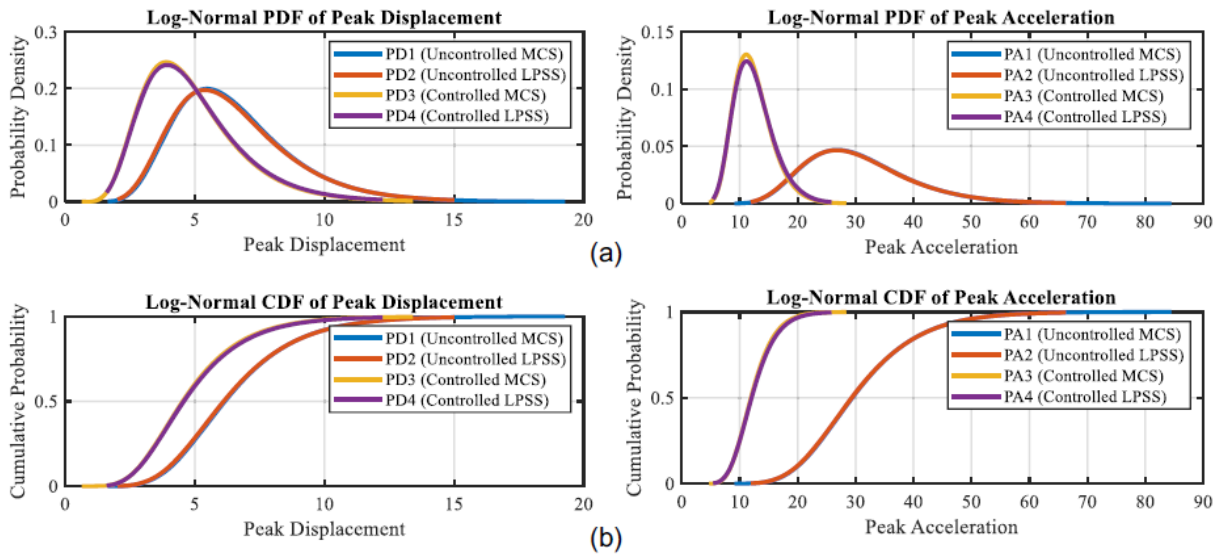 Log-Normal PDF of Peak Displacement
Probability Density
0.3
0.2
0.1
0
PD1 (Uncontrolled MCS)
PD2 (Uncontrolled LPSS)
PD3 (Controlled MCS)
PD4 (Controlled LPSS)
0 5 10 15 20
Peak Displacement
Log-Normal PDF of Peak Acceleration
Probability Density
0.15
0.1
0.05
0
PA1 (Uncontrolled MCS)
PA2 (Uncontrolled LPSS)
PA3 (Controlled MCS)
PA4 (Controlled LPSS)
0 10 20 30 40 50 60 70 80 90
Peak Acceleration
(a)
Log-Normal CDF of Peak Displacement
Cumulative Probability
1
0.5
0
PD1 (Uncontrolled MCS)
PD2 (Uncontrolled LPSS)
PD3 (Controlled MCS)
PD4 (Controlled LPSS)
0 5 10 15 20
Peak Displacement
Log-Normal CDF of Peak Acceleration
Cumulative Probability
1
0.5
0
PA1 (Uncontrolled MCS)
PA2 (Uncontrolled LPSS)
PA3 (Controlled MCS)
PA4 (Controlled LPSS)
0 10 20 30 40 50 60 70 80 90
Peak Acceleration
(b)